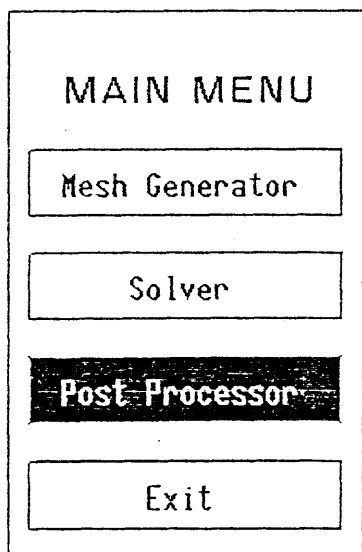 MAIN MENU
Mesh Generator
Solver
Post Processor
Exit